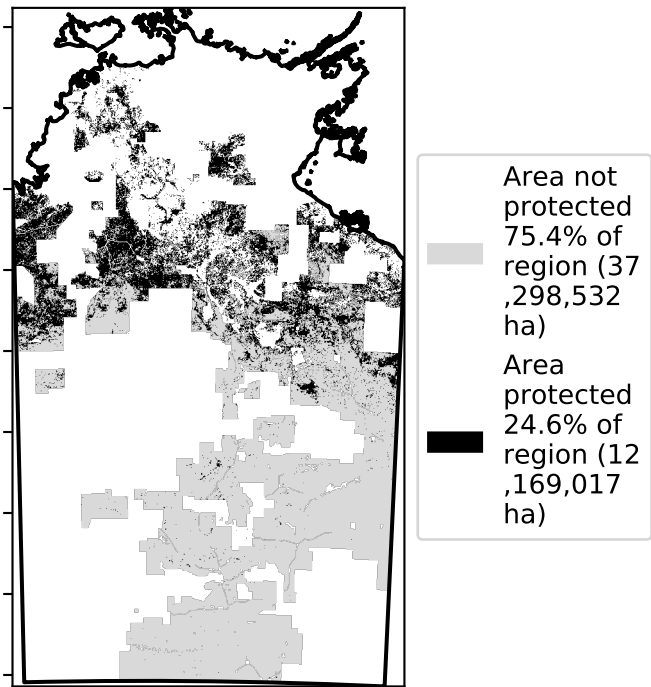 Area not
protected
75.4% of
region (37
,298,532
ha)
Area
protected
24.6% of
region (12
,169,017
ha)